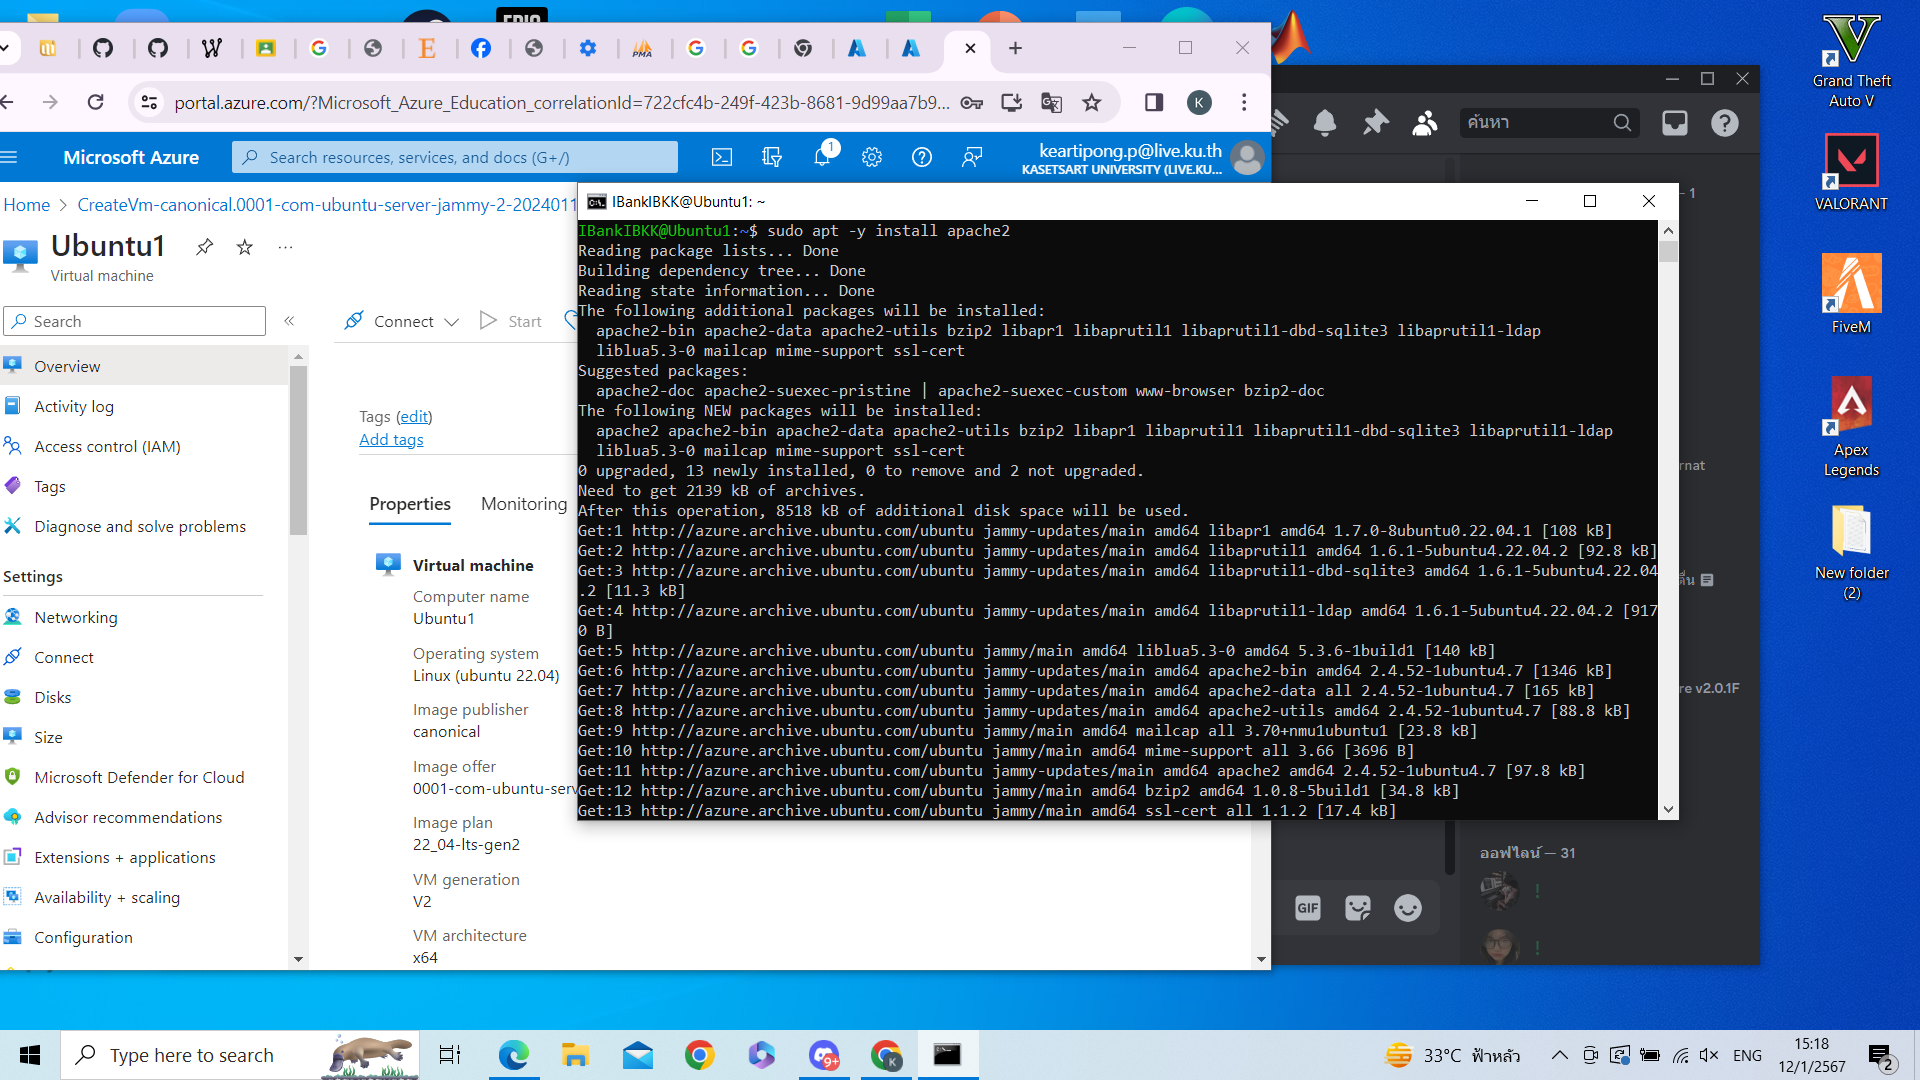 EPIC
PMA
portal.azure.com/?Microsoft_Azure_Education_correlationId=722cfc4b-249f-423b-8681-9d99aa7b9...
K
Microsoft Azure
Search resources, services, and docs (G+/)
1
keartipong.p@live.ku.th
KASETSART UNIVERSITY (LIVE.KU...
ค้นหา
Home > CreateVm-canonical.0001-com-ubuntu-server-jammy-2-2024011
Ubuntu1
Virtual machine
Search
Connect
Start
Overview
Activity log
Access control (IAM)
Tags
Diagnose and solve problems
Settings
Networking
Connect
Disks
Size
Microsoft Defender for Cloud
Advisor recommendations
Extensions + applications
Availability + scaling
Configuration
Tags (edit)
Add tags
Properties
Monitoring
Virtual machine
Computer name
Ubuntu1
Operating system
Linux (ubuntu 22.04)
Image publisher
canonical
Image offer
0001-com-ubuntu-serv
Image plan
22_04-lts-gen2
VM generation
V2
VM architecture
x64
IBankIBKK@Ubuntu1: ~
IBankIBKK@Ubuntu1:~$ sudo apt -y install apache2
Reading package lists... Done
Building dependency tree... Done
Reading state information... Done
The following additional packages will be installed:
apache2-bin apache2-data apache2-utils bzip2 libapr1 libaprutil1 libaprutil1-dbd-sqlite3 libaprutil1-ldap
liblua5.3-0 mailcap mime-support ssl-cert
Suggested packages:
apache2-doc apache2-suexec-pristine | apache2-suexec-custom www-browser bzip2-doc
The following NEW packages will be installed:
apache2 apache2-bin apache2-data apache2-utils bzip2 libapr1 libaprutil1 libaprutil1-dbd-sqlite3 libaprutil1-ldap
liblua5.3-0 mailcap mime-support ssl-cert
0 upgraded, 13 newly installed, 0 to remove and 2 not upgraded.
Need to get 2139 kB of archives.
After this operation, 8518 kB of additional disk space will be used.
Get:1 http://azure.archive.ubuntu.com/ubuntu jammy-updates/main amd64 libapr1 amd64 1.7.0-8ubuntu0.22.04.1 [108 kB]
Get:2 http://azure.archive.ubuntu.com/ubuntu jammy-updates/main amd64 libaprutil1 amd64 1.6.1-5ubuntu4.22.04.2 [92.8 kB]
Get:3 http://azure.archive.ubuntu.com/ubuntu jammy-updates/main amd64 libaprutil1-dbd-sqlite3 amd64 1.6.1-5ubuntu4.22.04
.2 [11.3 kB]
Get:4 http://azure.archive.ubuntu.com/ubuntu jammy-updates/main amd64 libaprutil1-ldap amd64 1.6.1-5ubuntu4.22.04.2 [917
0 B]
Get:5 http://azure.archive.ubuntu.com/ubuntu jammy/main amd64 liblua5.3-0 amd64 5.3.6-1build1 [140 kB]
Get:6 http://azure.archive.ubuntu.com/ubuntu jammy-updates/main amd64 apache2-bin amd64 2.4.52-1ubuntu4.7 [1346 kB]
Get:7 http://azure.archive.ubuntu.com/ubuntu jammy-updates/main amd64 apache2-data all 2.4.52-1ubuntu4.7 [165 kB]
Get:8 http://azure.archive.ubuntu.com/ubuntu jammy-updates/main amd64 apache2-utils amd64 2.4.52-1ubuntu4.7 [88.8 kB]
Get:9 http://azure.archive.ubuntu.com/ubuntu jammy/main amd64 mailcap all 3.70+nmu1ubuntu1 [23.8 kB]
Get:10 http://azure.archive.ubuntu.com/ubuntu jammy/main amd64 mime-support all 3.66 [3696 B]
Get:11 http://azure.archive.ubuntu.com/ubuntu jammy-updates/main amd64 apache2 amd64 2.4.52-1ubuntu4.7 [97.8 kB]
Get:12 http://azure.archive.ubuntu.com/ubuntu jammy/main amd64 bzip2 amd64 1.0.8-5build1 [34.8 kB]
Get:13 http://azure.archive.ubuntu.com/ubuntu jammy/main amd64 ssl-cert all 1.1.2 [17.4 kB]
— 1
rnat
re v2.0.1F
ออฟไลน์ — 31
!
!
GIF
Grand Theft
Auto V
VALORANT
FiveM
Apex
Legends
New folder
(2)
Type here to search
9+
K
33°C ฟ้าหลัว
ENG
15:18
12/1/2567
2